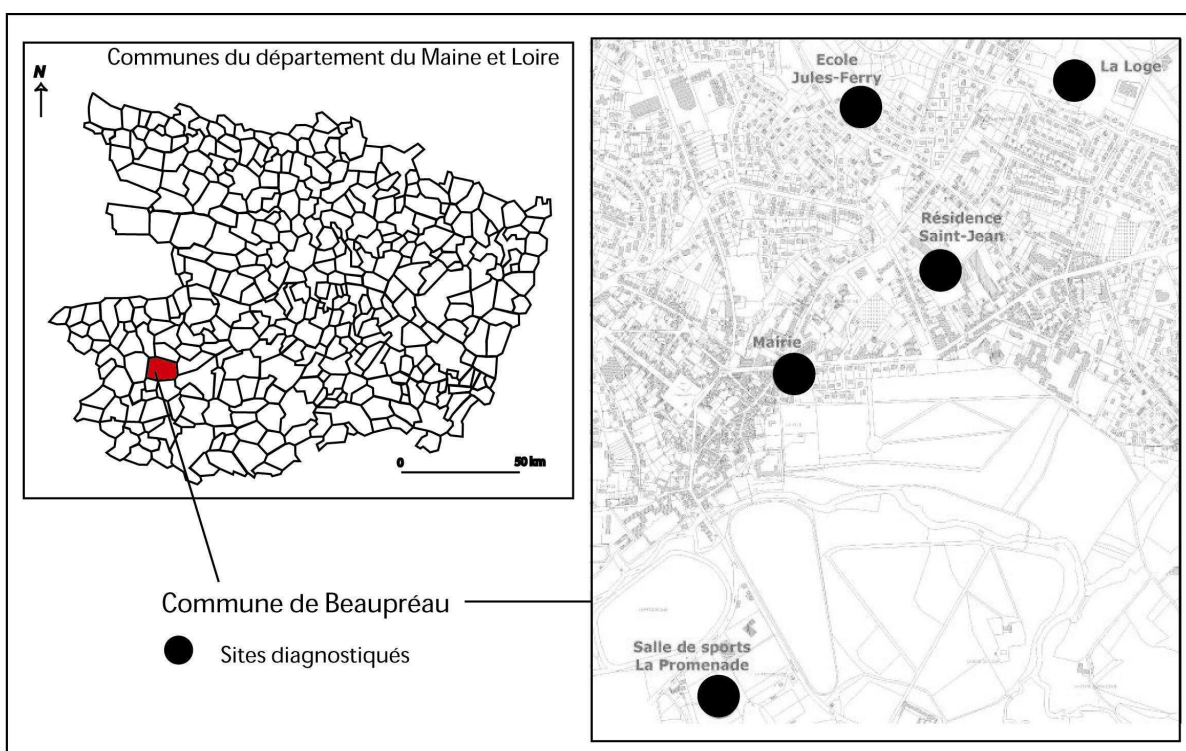 Communes du département du Maine et Loire
N
0 50 km
Commune de Beaupréau
Sites diagnostiqués
Ecole
Jules-Ferry
La Loge
Résidence
Saint-Jean
Mairie
Salle de sports
La Promenade